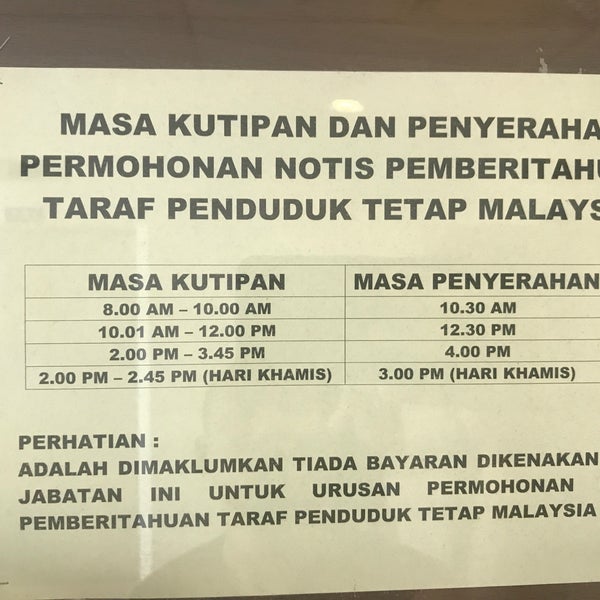 MASA KUTIPAN DAN PENYERAHA
PERMOHONAN NOTIS PEMBERITAHU
TARAF PENDUDUK TETAP MALAYS
MASA KUTIPAN MASA PENYERAHAN
8.00 AM – 10.00 AM 10.30 AM
10.01 AM – 12.00 PM 12.30 PM
2.00 PM – 3.45 PM 4.00 PM
2.00 PM – 2.45 PM (HARI KHAMIS) 3.00 PM (HARI KHAMIS)
PERHATIAN :
ADALAH DIMAKLUMKAN TIADA BAYARAN DIKENAKAN
JABATAN INI UNTUK URUSAN PERMOHONAN
PEMBERITAHUAN TARAF PENDUDUK TETAP MALAYSIA